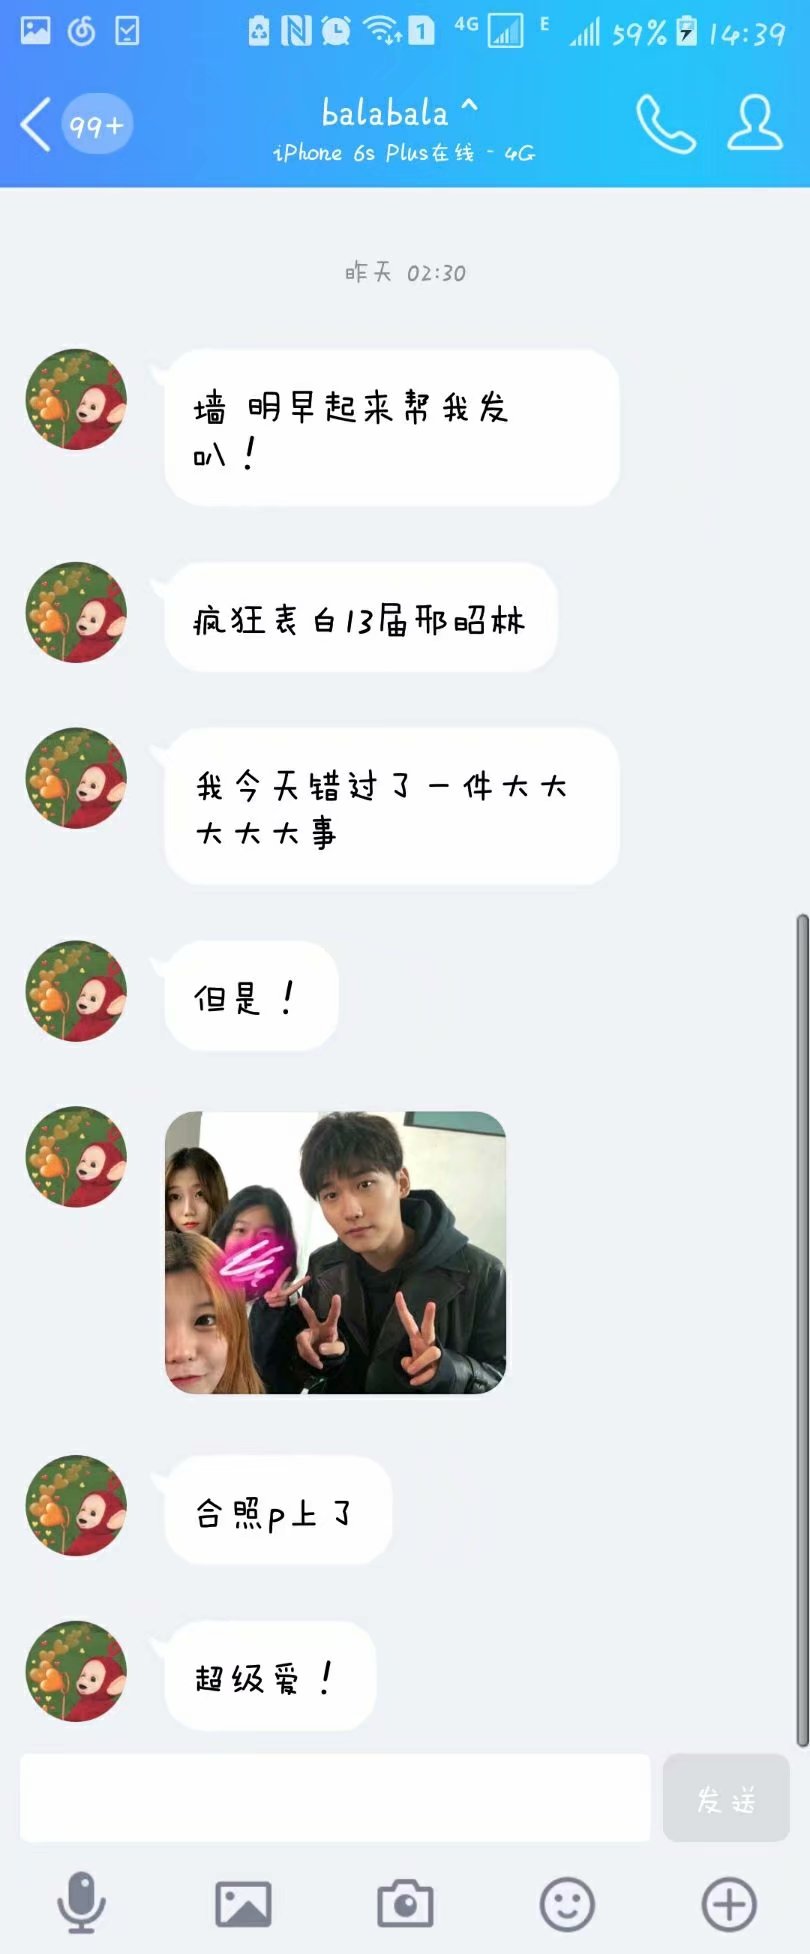 1 4G E 59% 14:39
99+
balabala ^
iPhone 6s Plus在线 - 4G
昨天 02:30
墙 明早起来帮我发
叭！
疯狂表白13届邢昭林
我今天错过了一件大大
大大大事
但是！
合照p上了
超级爱！
发送